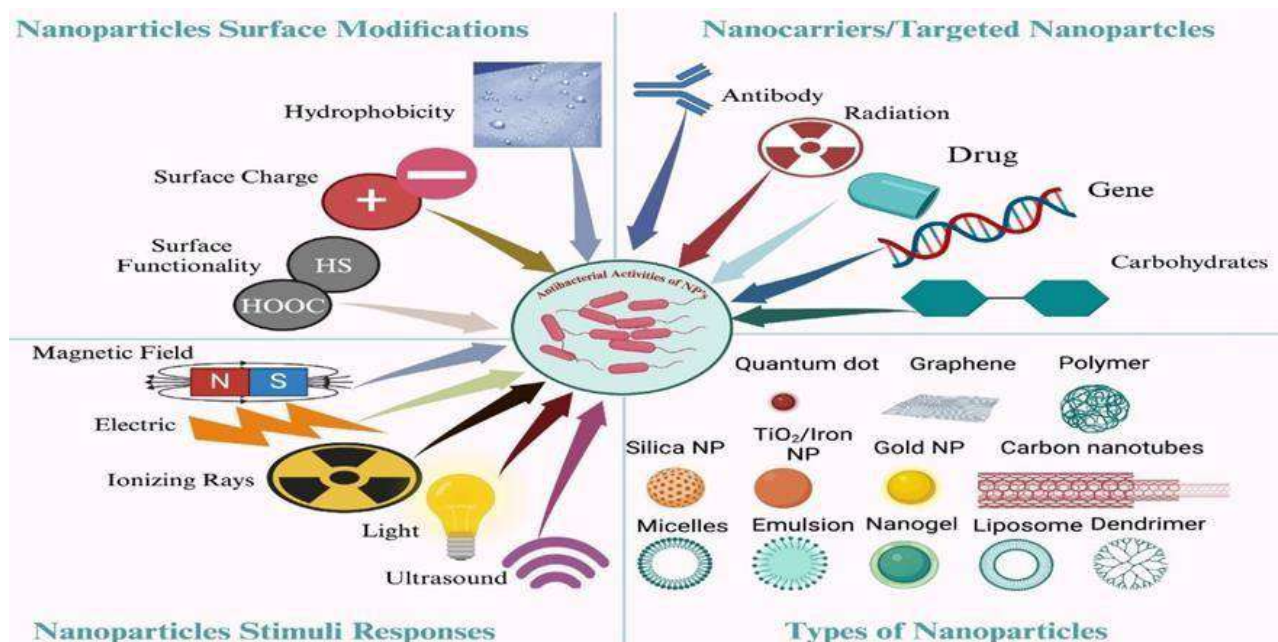 Nanoparticles Surface Modifications
Hydrophobicity
Surface Charge
+
Surface
Functionality
HS
HOOC
Nanocarriers/Targeted Nanopartcles
Antibody
Radiation
Drug
Gene
Carbohydrates
Antibacterial Activities of NP's
Magnetic Field
N S
Electric
Ionizing Rays
Light
Ultrasound
Nanoparticles Stimuli Responses
Quantum dot
Graphene
Polymer
Silica NP
TiO₂/Iron
NP
Gold NP
Carbon nanotubes
Micelles
Emulsion
Nanogel
Liposome
Dendrimer
Types of Nanoparticles